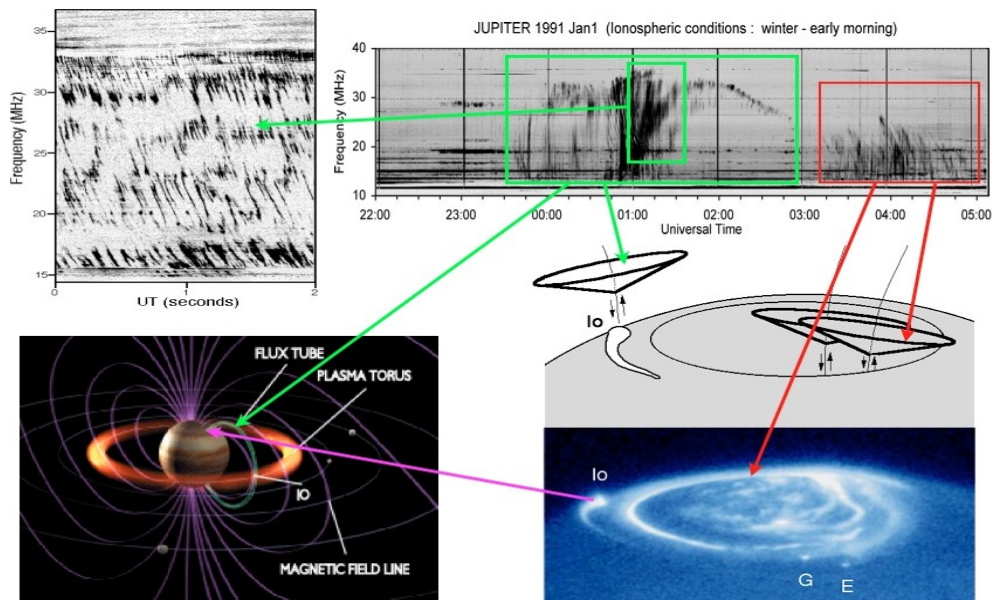 35
30
25
20
15
Frequency (MHz)
0
1
2
UT (seconds)
JUPITER 1991 Jan1 (Ionospheric conditions : winter - early morning)
40
30
20
10
Frequency (MHz)
22:00 23:00 00:00 01:00 02:00 03:00 04:00 05:00
Universal Time
Io
FLUX TUBE
PLASMA TORUS
IO
MAGNETIC FIELD LINE
Io
G
E